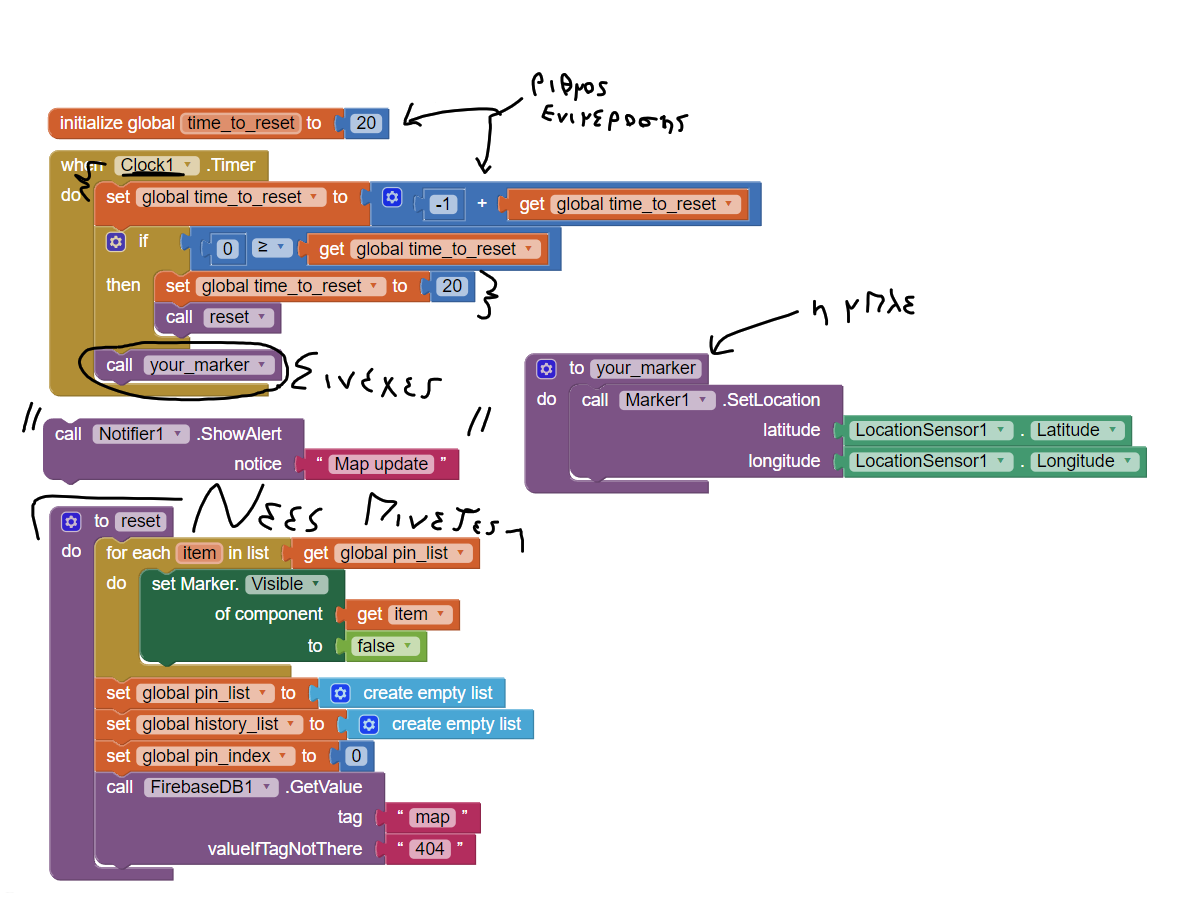 ριθμος
ενινερωσης
initialize global time_to_reset to 20
when Clock1 .Timer
do set global time_to_reset to -1 + get global time_to_reset
if 0 ≥ get global time_to_reset
then set global time_to_reset to 20
call reset
η μπλε
call your_marker
Σινεχες
to your_marker
do call Marker1 .SetLocation
latitude LocationSensor1 . Latitude
longitude LocationSensor1 . Longitude
" call Notifier1 .ShowAlert "
notice " Map update "
Νεες πινεζες
to reset
do for each item in list get global pin_list
do set Marker. Visible
of component get item
to false
set global pin_list to create empty list
set global history_list to create empty list
set global pin_index to 0
call FirebaseDB1 .GetValue
tag " map "
valueIfTagNotThere " 404 "